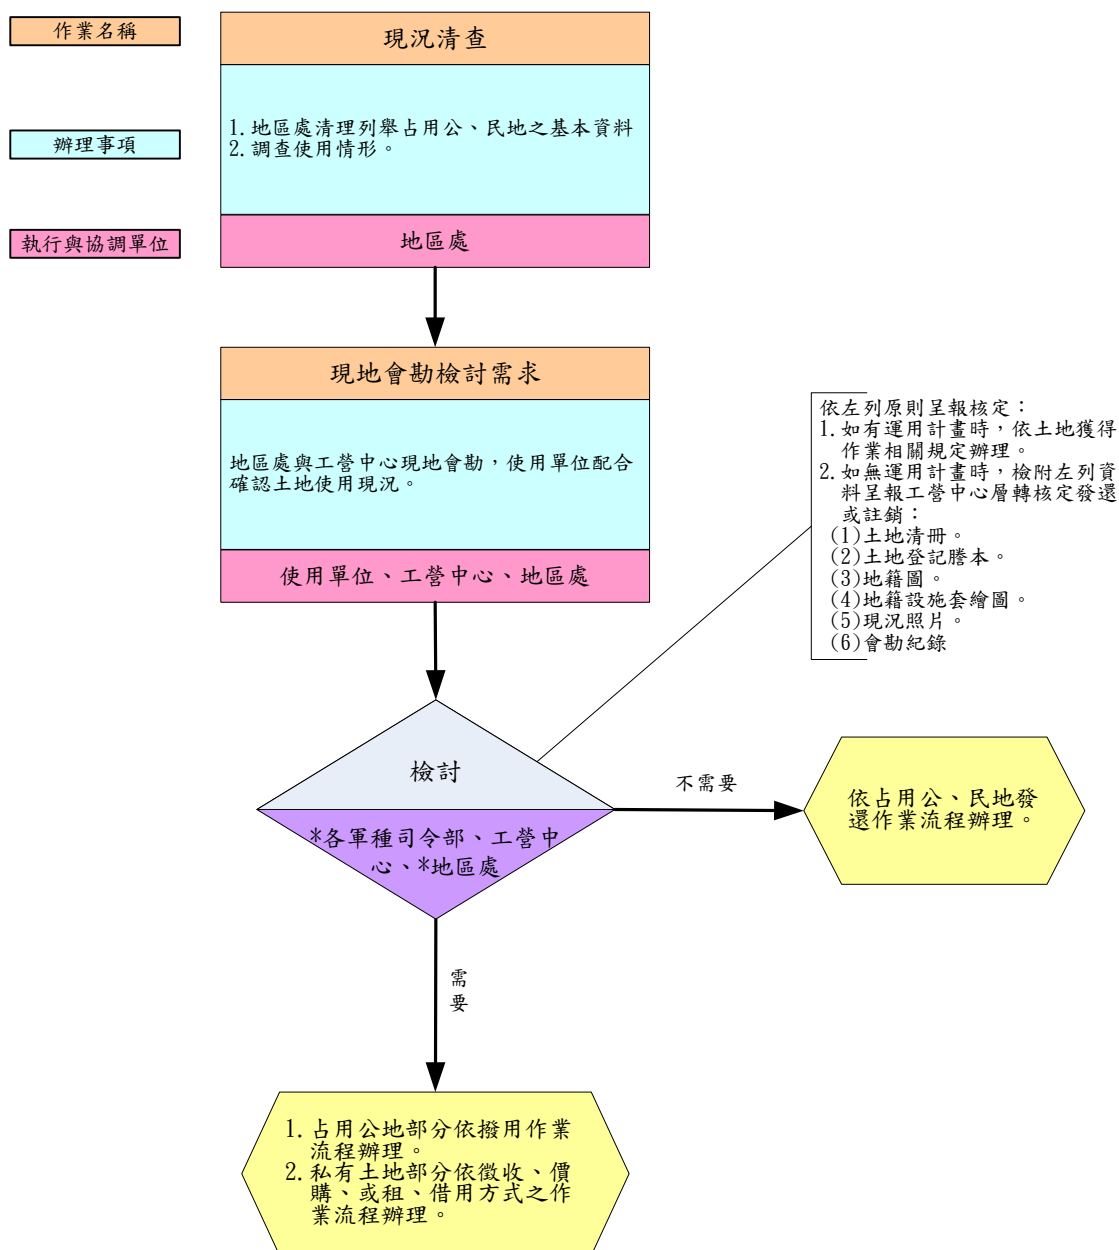 作業名稱
辦理事項
執行與協調單位
現況清查
1.地區處清理列舉占用公、民地之基本資料
2.調查使用情形。
地區處
現地會勘檢討需求
地區處與工營中心現地會勘，使用單位配合
確認土地使用現況。
使用單位、工營中心、地區處
依左列原則呈報核定：
1.如有運用計畫時，依土地獲得
作業相關規定辦理。
2.如無運用計畫時，檢附左列資
料呈報工營中心層轉核定發還
或註銷：
(1)土地清冊。
(2)土地登記謄本。
(3)地籍圖。
(4)地籍設施套繪圖。
(5)現況照片。
(6)會勘紀錄
檢討
*各軍種司令部、工營中
心、*地區處
不需要
依占用公、民地發
還作業流程辦理。
需
要
1.占用公地部分依撥用作業
流程辦理。
2.私有土地部分依徵收、價
購、或租、借用方式之作
業流程辦理。